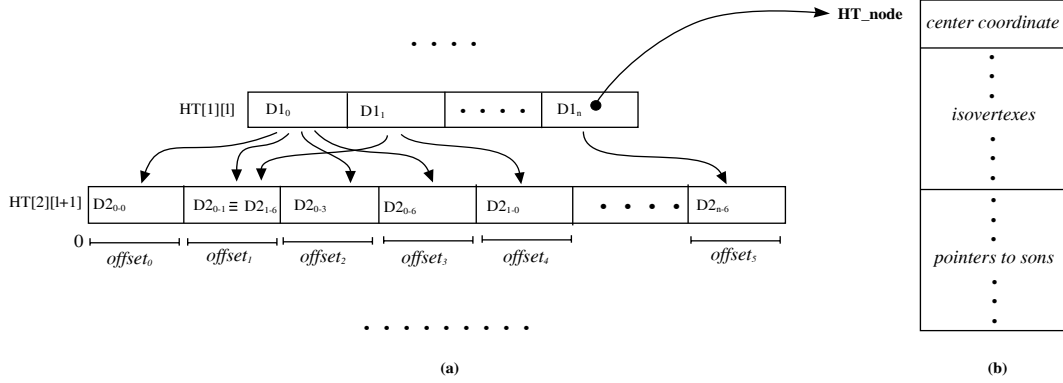 HT_node
center coordinate
HT[1][l]
D1₀
D1₁
D1ₙ
isovertexes
HT[2][l+1]
D2₀₋₀
D2₀₋₁ ≡ D2₁₋₆
D2₀₋₃
D2₀₋₆
D2₁₋₀
D2ₙ₋₆
0
offset₀
offset₁
offset₂
offset₃
offset₄
offset₅
pointers to sons
(a)
(b)